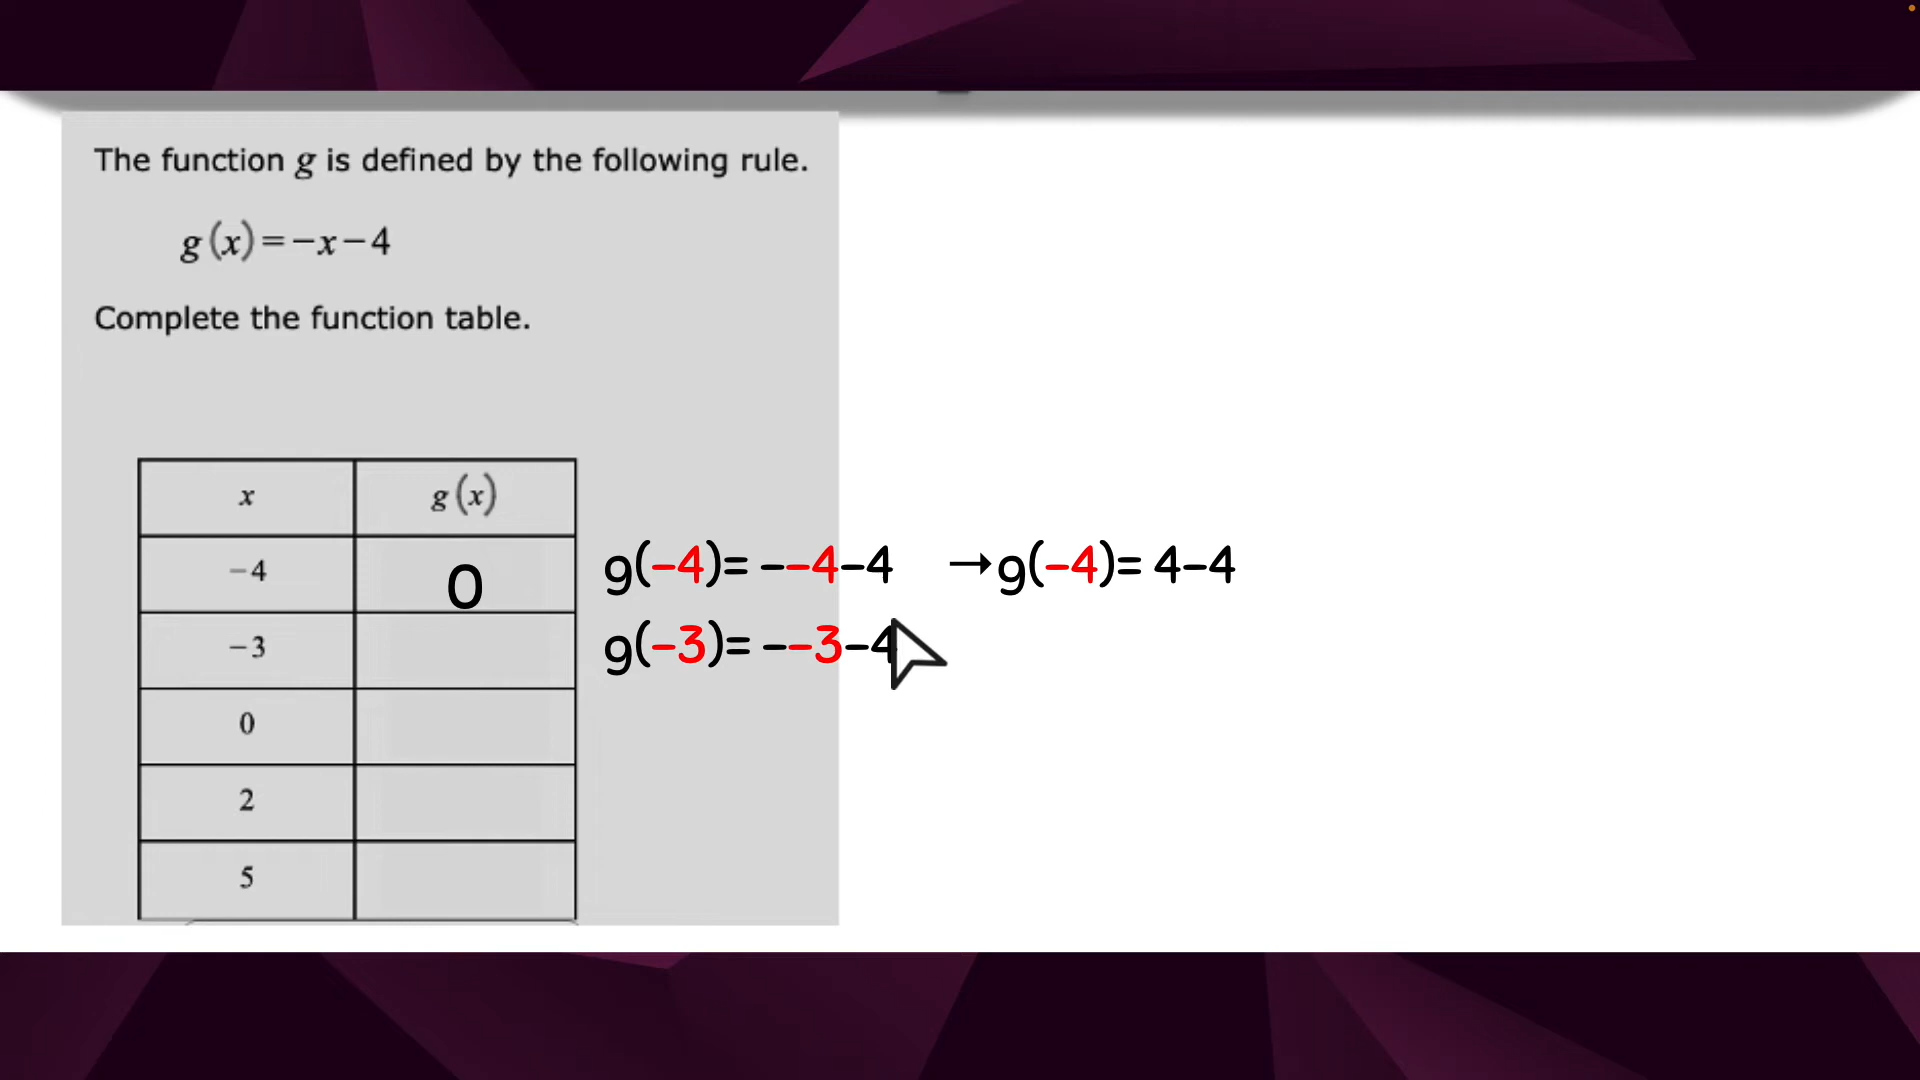 The function g is defined by the following rule.
g(x)=−x−4
Complete the function table.
x g(x)
−4 0 g(−4)= −−4−4 →g(−4)= 4−4
−3 g(−3)= −−3−4
0
2
5